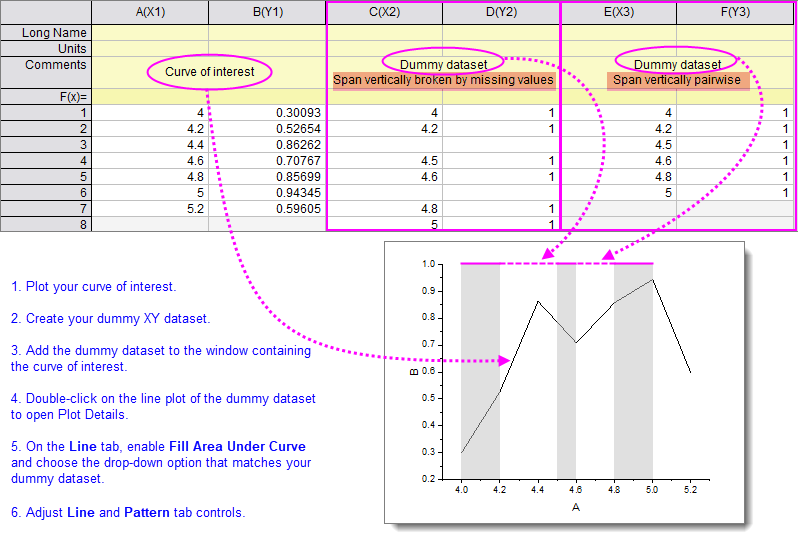 A(X1) B(Y1) C(X2) D(Y2) E(X3) F(Y3)
Long Name
Units
Comments Curve of interest Dummy dataset Dummy dataset
Span vertically broken by missing values Span vertically pairwise
F(x)=
1 4 0.30093 4 1 4 1
2 4.2 0.52654 4.2 1 4.2 1
3 4.4 0.86262 4.5 1
4 4.6 0.70767 4.5 1 4.6 1
5 4.8 0.85699 4.6 1 4.8 1
6 5 0.94345 5 1
7 5.2 0.59605 4.8 1
8 5 1
1. Plot your curve of interest.
2. Create your dummy XY dataset.
3. Add the dummy dataset to the window containing
the curve of interest.
4. Double-click on the line plot of the dummy dataset
to open Plot Details.
5. On the Line tab, enable Fill Area Under Curve
and choose the drop-down option that matches your
dummy dataset.
6. Adjust Line and Pattern tab controls.
1.0
0.9
0.8
0.7
B 0.6
0.5
0.4
0.3
0.2
4.0 4.2 4.4 4.6 4.8 5.0 5.2
A